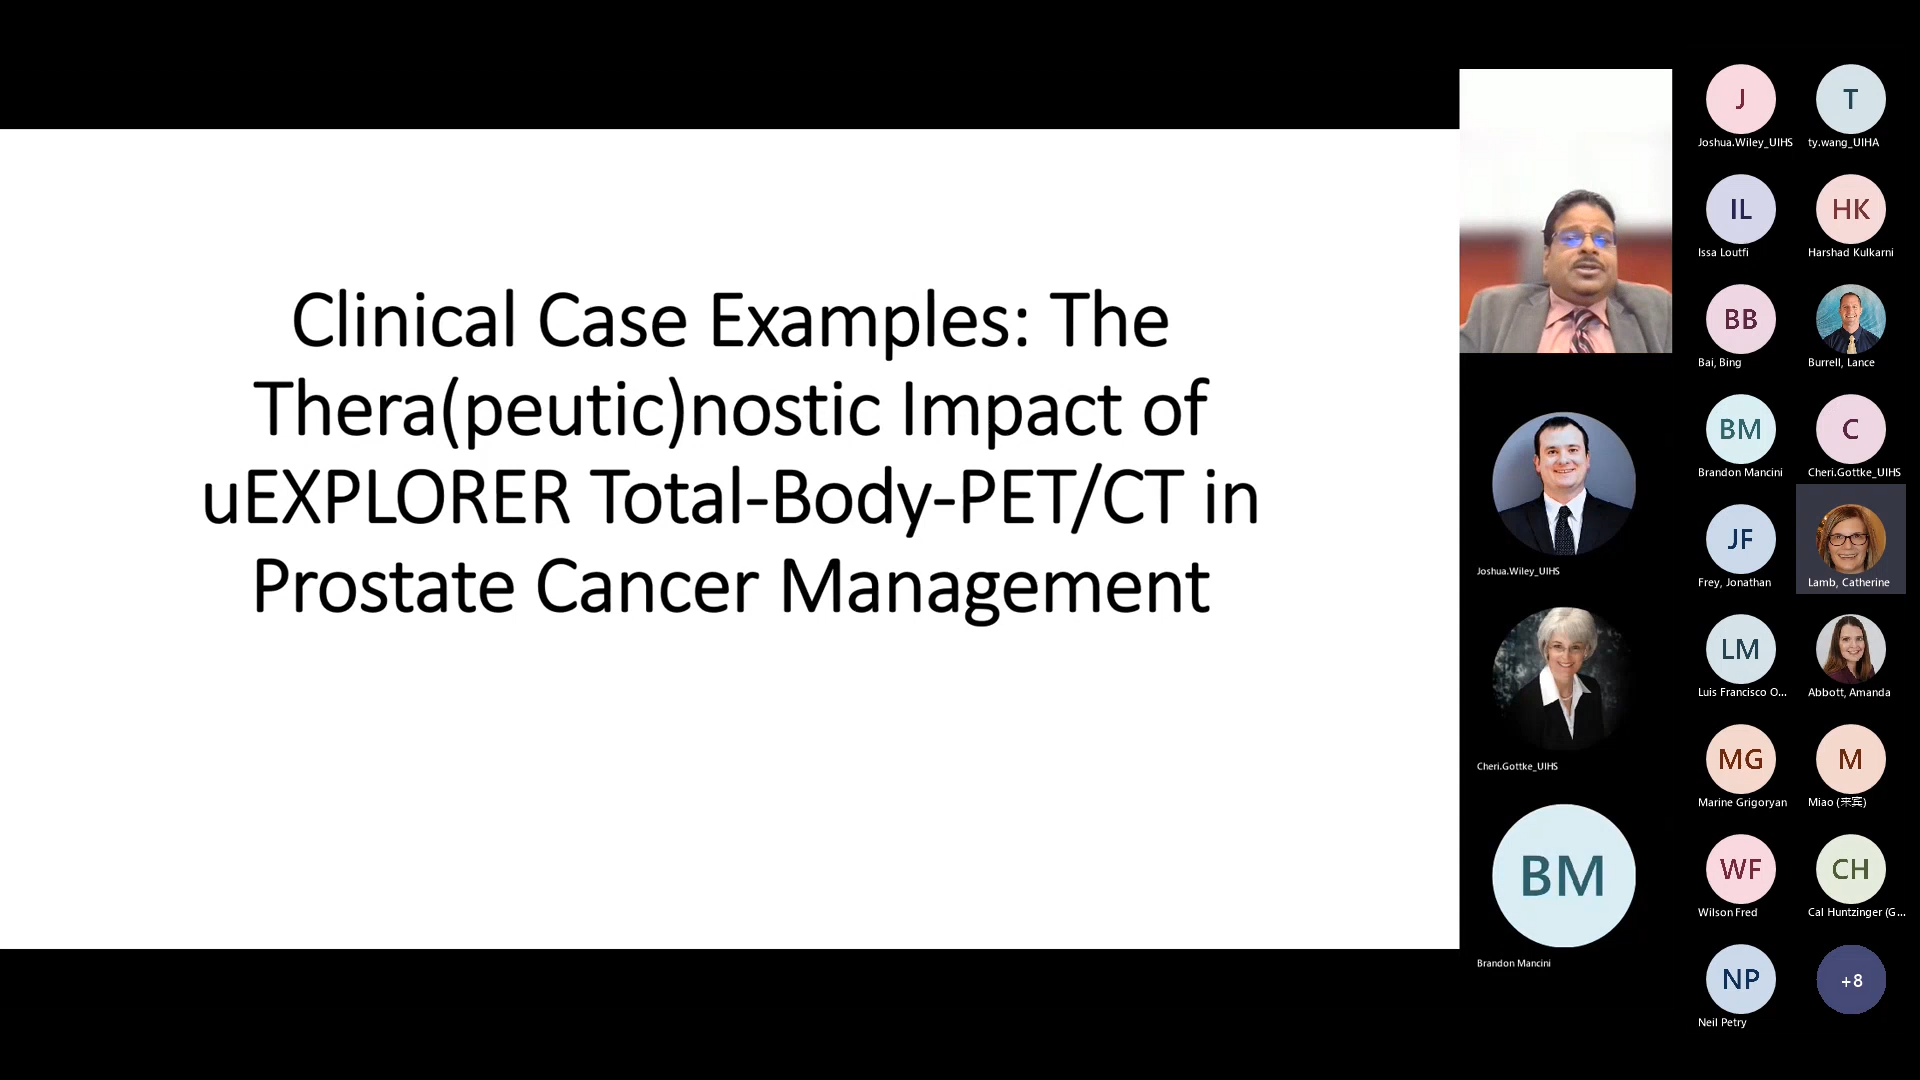 Clinical Case Examples: The
Thera(peutic)nostic Impact of
uEXPLORER Total-Body-PET/CT in
Prostate Cancer Management
Joshua.Wiley_UIHS
Cheri.Gottke_UIHS
BM
Brandon Mancini
J
T
Joshua.Wiley_UIHS
ty.wang_UIHA
IL
HK
Issa Loutfi
Harshad Kulkarni
BB
Bai, Bing
Burrell, Lance
BM
C
Brandon Mancini
Cheri.Gottke_UIHS
JF
Frey, Jonathan
Lamb, Catherine
LM
Luis Francisco O...
Abbott, Amanda
MG
M
Marine Grigoryan
Miao (来宾)
WF
CH
Wilson Fred
Cal Huntzinger (G...
NP
+8
Neil Petry